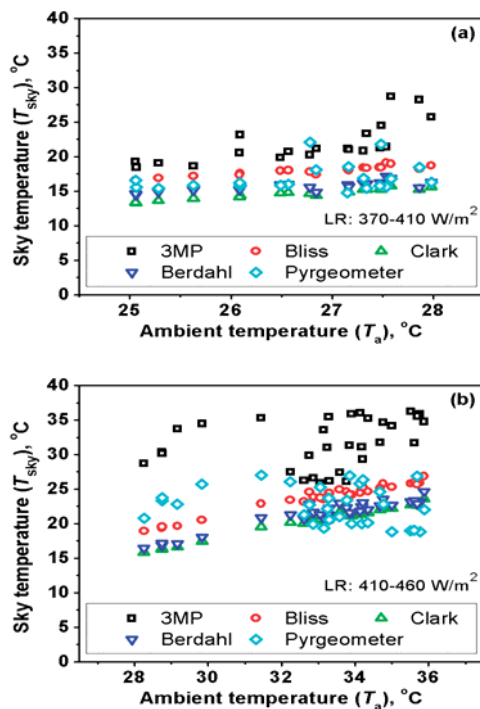 (a)
Sky temperature (Tsky), °C
40
35
30
25
20
15
10
5
0
LR: 370-410 W/m²
3MP Bliss Clark
Berdahl Pyrgeometer
25 26 27 28
Ambient temperature (Ta), °C
(b)
Sky temperature (Tsky), °C
40
35
30
25
20
15
10
5
0
LR: 410-460 W/m²
3MP Bliss Clark
Berdahl Pyrgeometer
28 30 32 34 36
Ambient temperature (Ta), °C